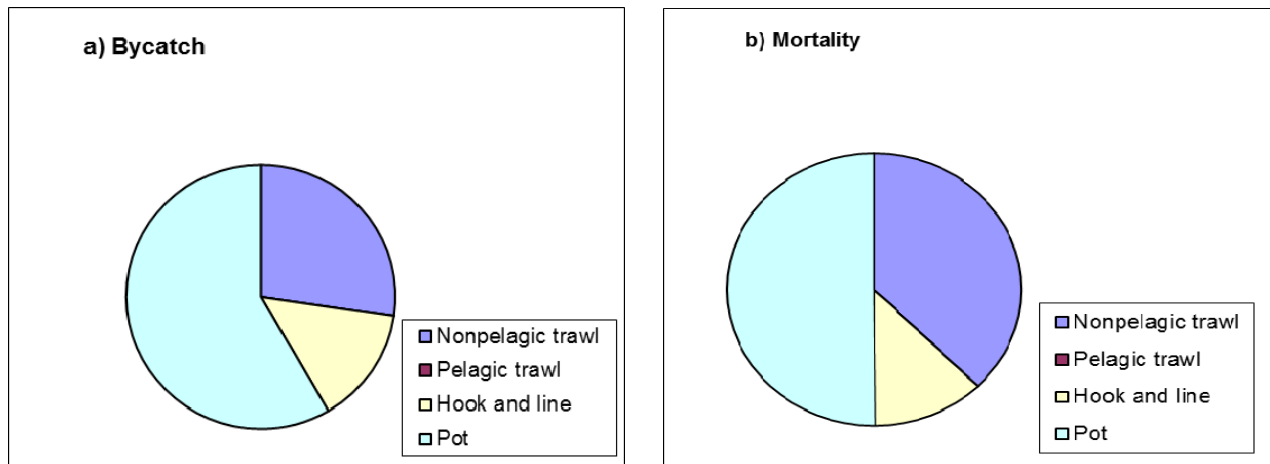 a) Bycatch
Nonpelagic trawl
Pelagic trawl
Hook and line
Pot
b) Mortality
Nonpelagic trawl
Pelagic trawl
Hook and line
Pot